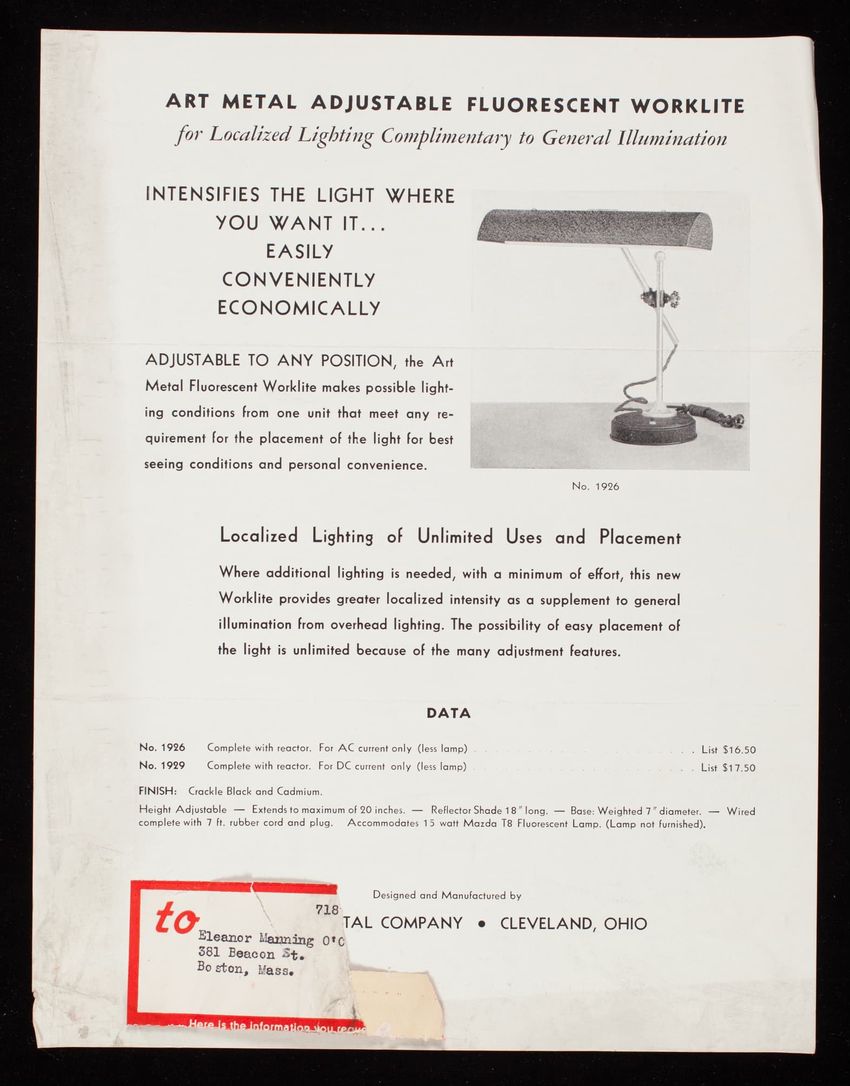 ART METAL ADJUSTABLE FLUORESCENT WORKLITE
for Localized Lighting Complimentary to General Illumination
INTENSIFIES THE LIGHT WHERE
YOU WANT IT...
EASILY
CONVENIENTLY
ECONOMICALLY
ADJUSTABLE TO ANY POSITION, the Art
Metal Fluorescent Worklite makes possible light-
ing conditions from one unit that meet any re-
quirement for the placement of the light for best
seeing conditions and personal convenience.
No. 1926
Localized Lighting of Unlimited Uses and Placement
Where additional lighting is needed, with a minimum of effort, this new
Worklite provides greater localized intensity as a supplement to general
illumination from overhead lighting. The possibility of easy placement of
the light is unlimited because of the many adjustment features.
DATA
No. 1926 Complete with reactor. For AC current only (less lamp) . . . . . . . . . . List $16.50
No. 1929 Complete with reactor. For DC current only (less lamp) . . . . . . . . . . List $17.50
FINISH: Crackle Black and Cadmium.
Height Adjustable — Extends to maximum of 20 inches. — Reflector Shade 18" long. — Base: Weighted 7" diameter. — Wired
complete with 7 ft. rubber cord and plug. Accommodates 15 watt Mazda T8 Fluorescent Lamp. (Lamp not furnished).
Designed and Manufactured by
TAL COMPANY • CLEVELAND, OHIO
to
718
Eleanor Manning O'C
381 Beacon St.
Boston, Mass.
Here is the information you